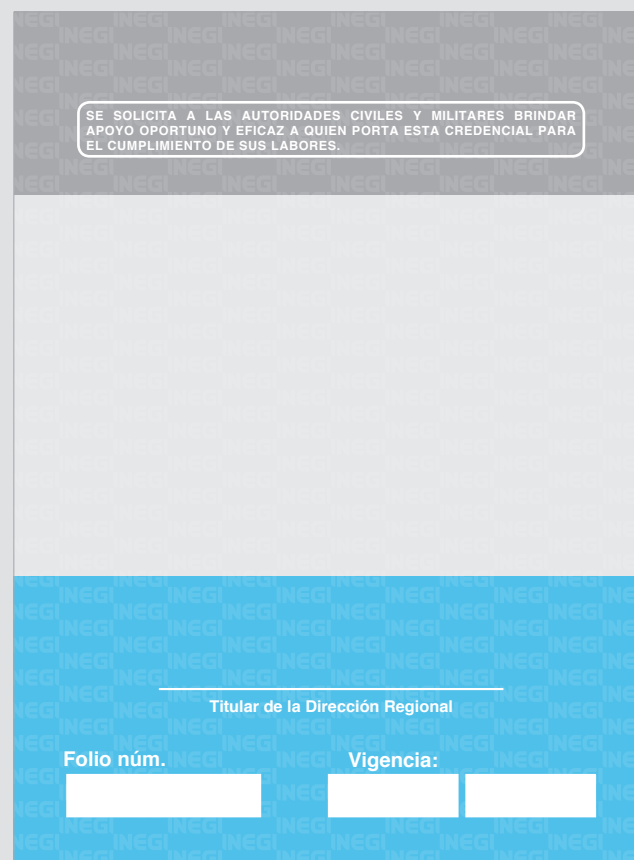 SE SOLICITA A LAS AUTORIDADES CIVILES Y MILITARES BRINDAR
APOYO OPORTUNO Y EFICAZ A QUIEN PORTA ESTA CREDENCIAL PARA
EL CUMPLIMIENTO DE SUS LABORES.
Titular de la Dirección Regional
Folio núm.
Vigencia: